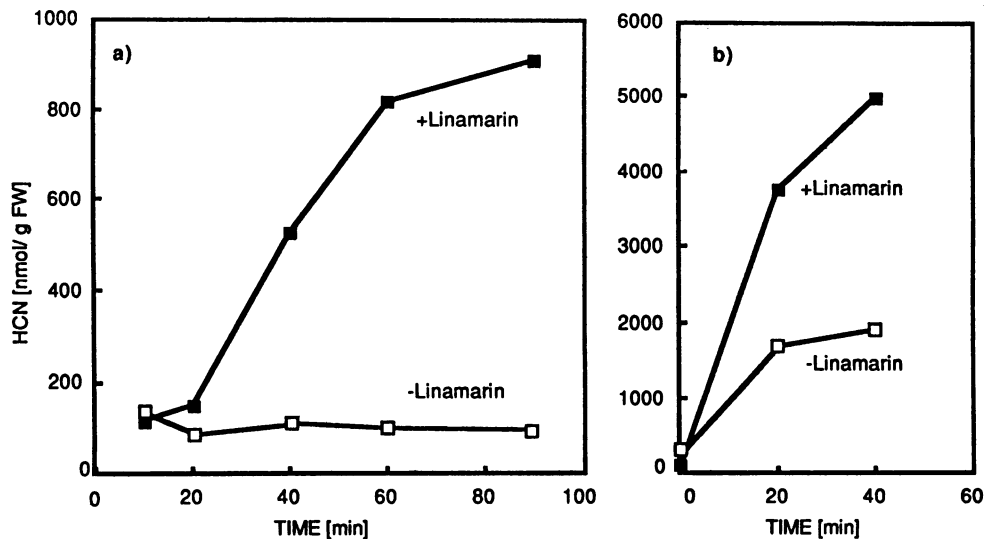 a)
1000
800
600
400
200
0
HCN [nmol/ g FW]
+Linamarin
-Linamarin
0 20 40 60 80 100
TIME [min]
b)
6000
5000
4000
3000
2000
1000
0
+Linamarin
-Linamarin
0 20 40 60
TIME [min]